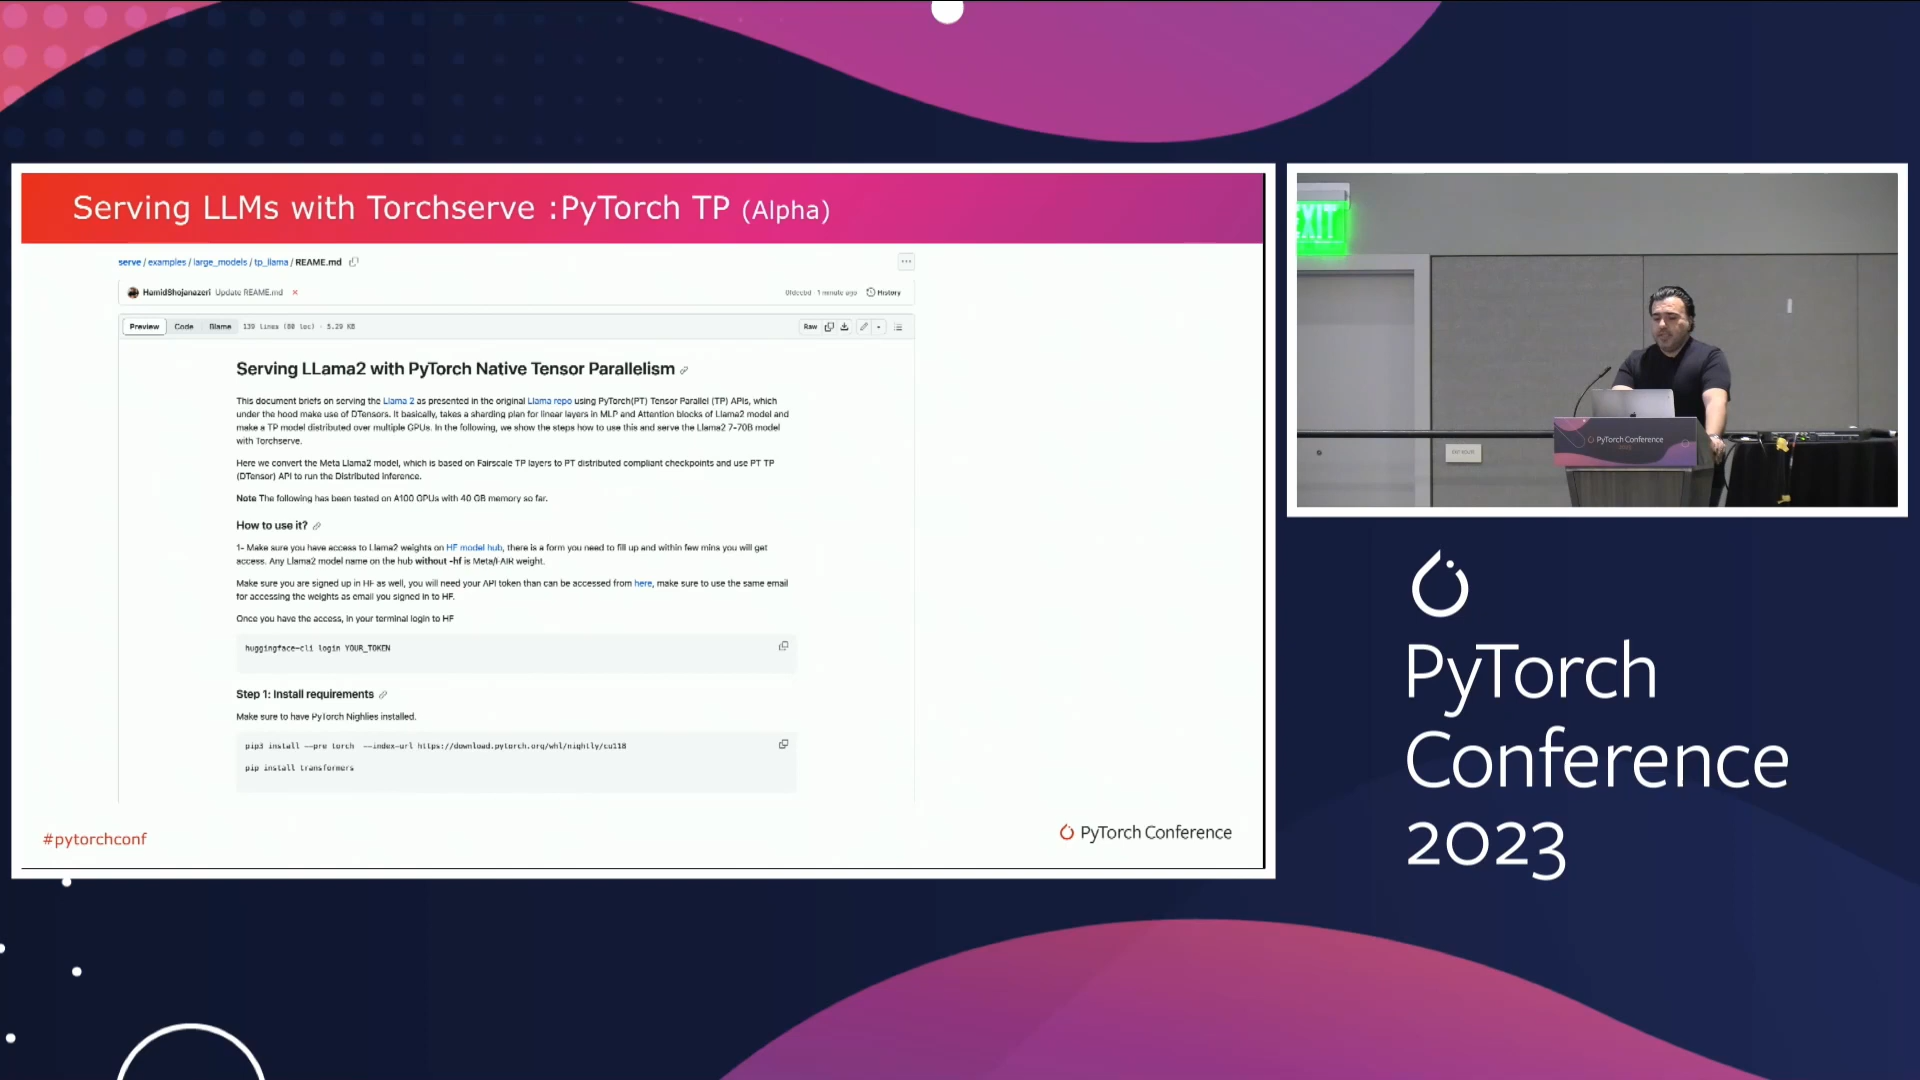 Serving LLMs with Torchserve :PyTorch TP (Alpha)
serve / examples / large_models / tp_llama / REAME.md
HamidShojanazeri Update REAME.md ×
1 minute ago History
Preview Code Blame 139 lines (80 loc) · 5.29 KB
Raw
Serving LLama2 with PyTorch Native Tensor Parallelism
This document briefs on serving the Llama 2 as presented in the original Llama repo using PyTorch(PT) Tensor Parallel (TP) APIs, which
under the hood make use of DTensors. It basically, takes a sharding plan for linear layers in MLP and Attention blocks of Llama2 model and
make a TP model distributed over multiple GPUs. In the following, we show the steps how to use this and serve the Llama2 7-70B model
with Torchserve.
Here we convert the Meta Llama2 model, which is based on Fairscale TP layers to PT distributed compliant checkpoints and use PT TP
(DTensor) API to run the Distributed inference.
Note The following has been tested on A100 GPUs with 40 GB memory so far.
How to use it?
1- Make sure you have access to Llama2 weights on HF model hub, there is a form you need to fill up and within few mins you will get
access. Any Llama2 model name on the hub without -hf is Meta/FAIR weight.
Make sure you are signed up in HF as well, you will need your API token than can be accessed from here, make sure to use the same email
for accessing the weights as email you signed in to HF.
Once you have the access, in your terminal login to HF
huggingface-cli login YOUR_TOKEN
Step 1: Install requirements
Make sure to have PyTorch Nighlies installed.
pip3 install --pre torch --index-url https://download.pytorch.org/whl/nightly/cu118
pip install transformers
#pytorchconf
PyTorch Conference
EXIT
PyTorch Conference
2023
PyTorch
Conference
2023